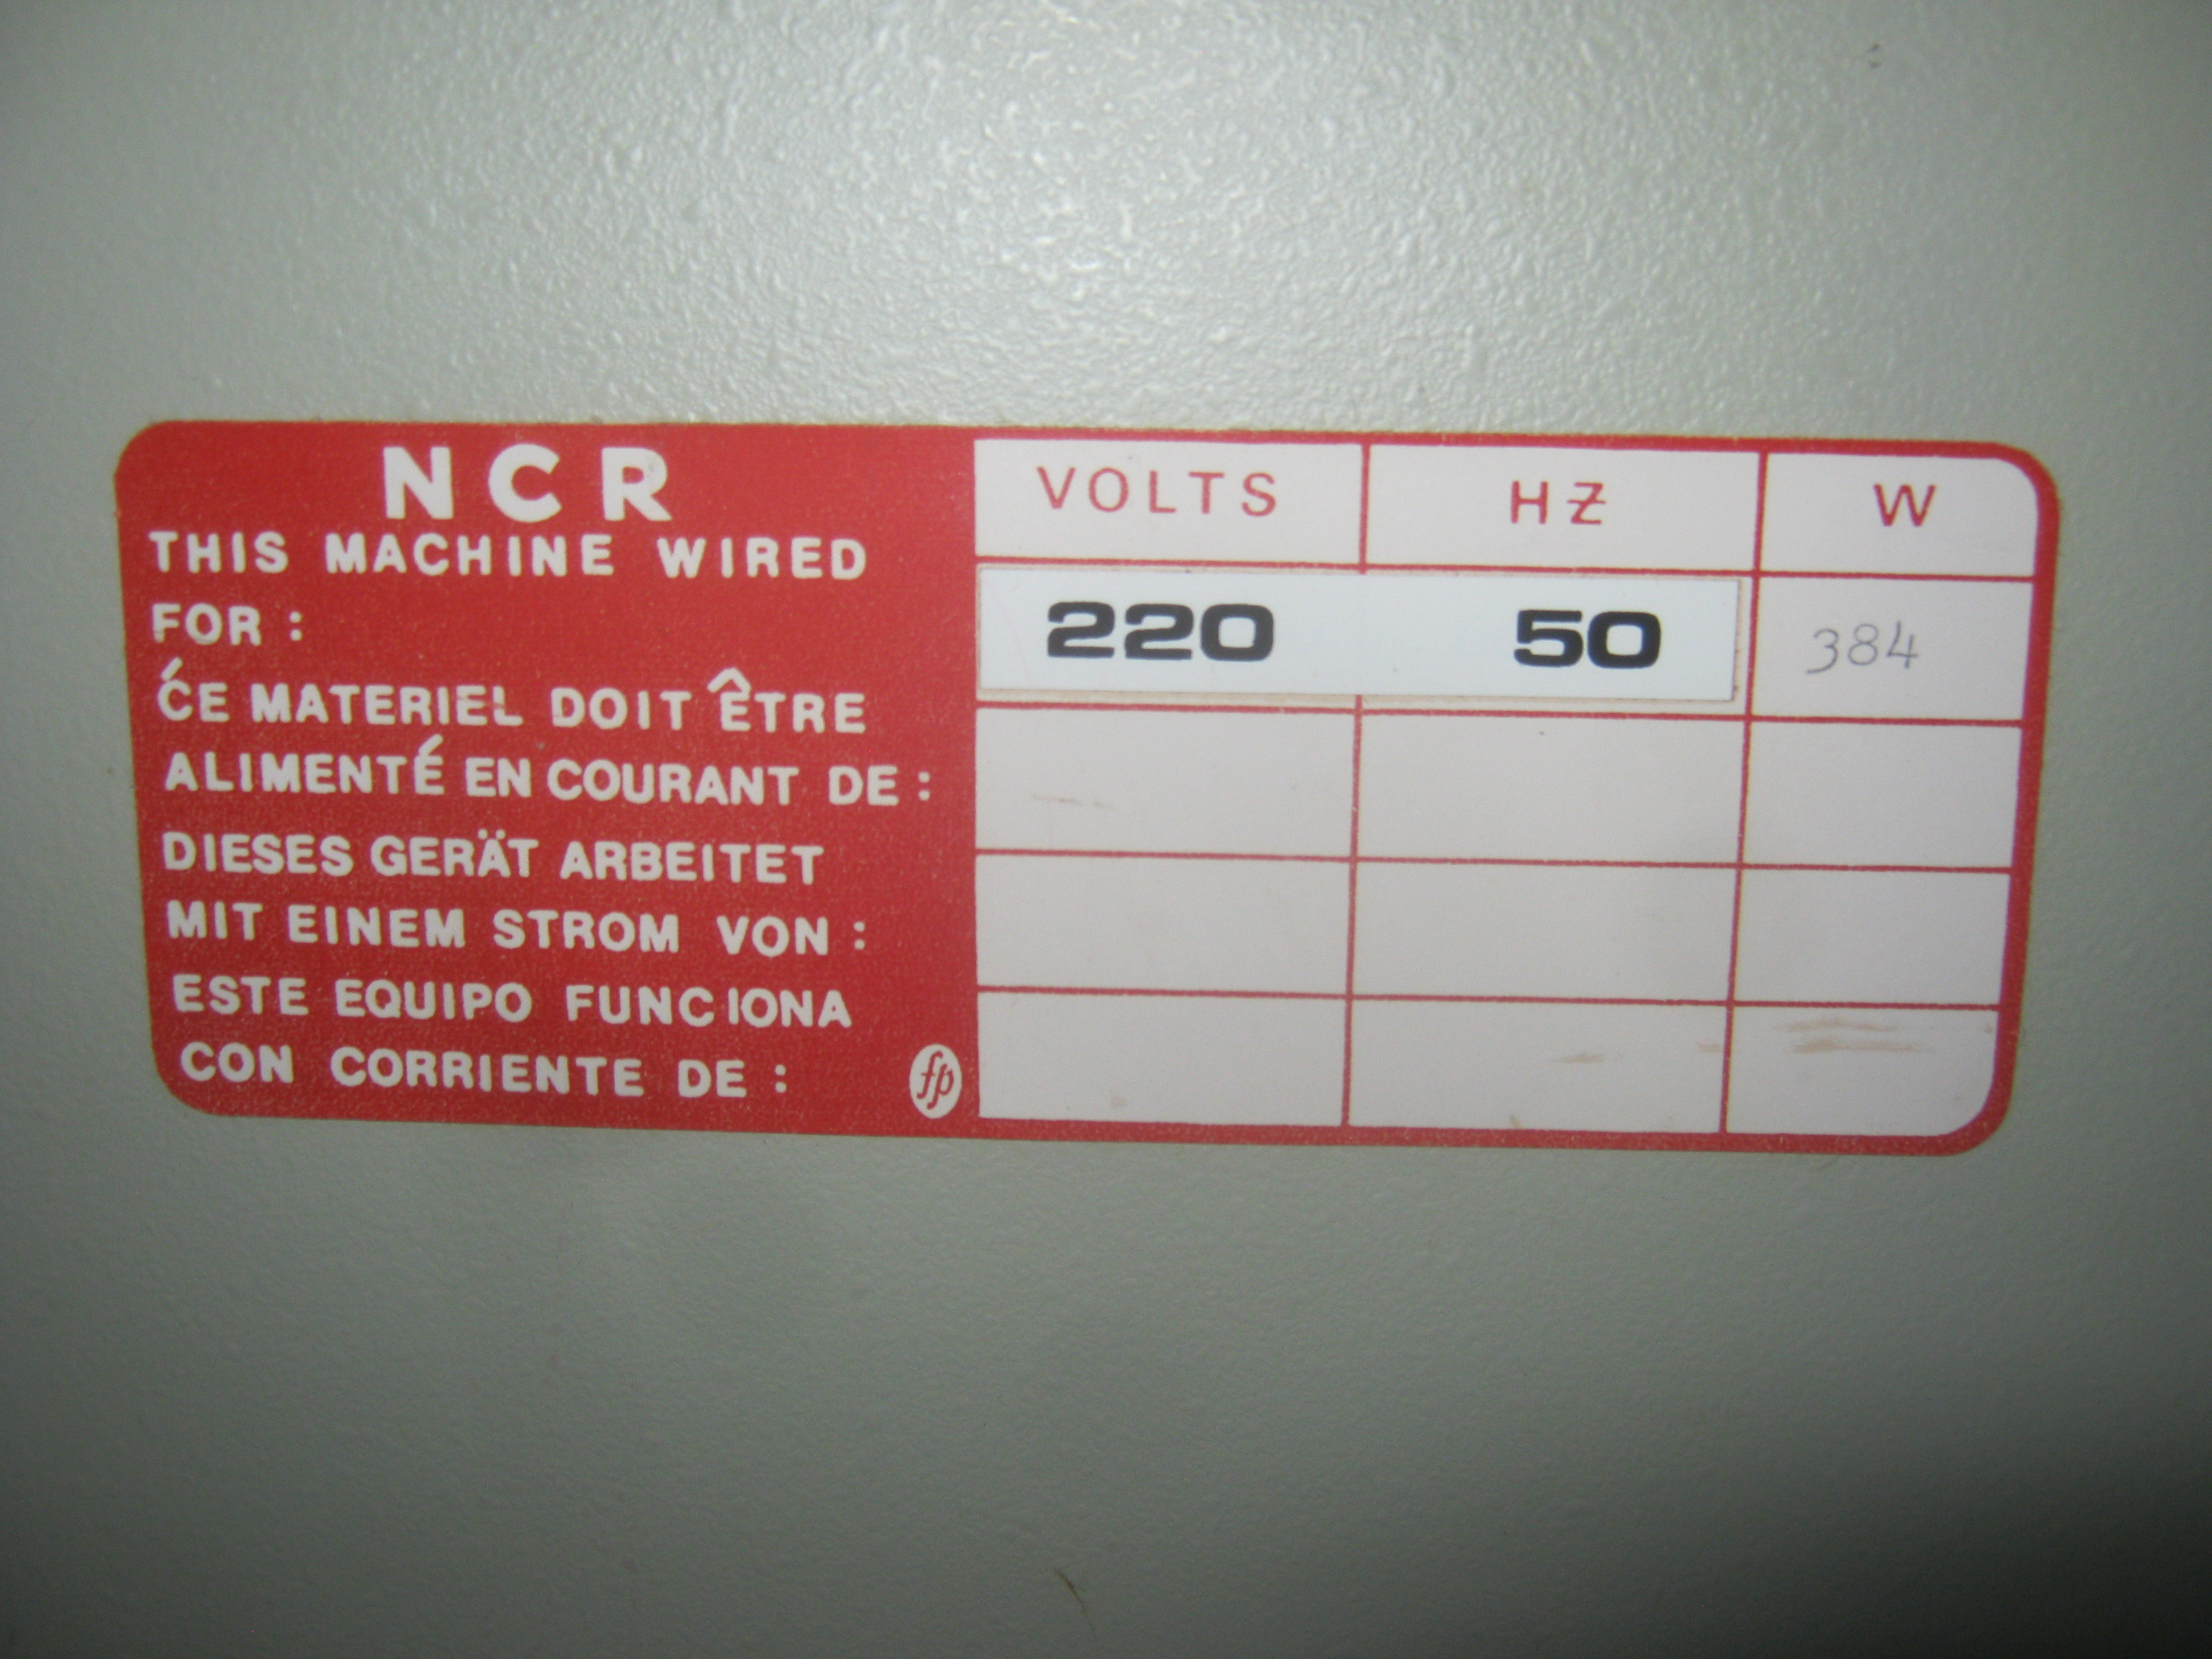 NCR
THIS MACHINE WIRED
FOR :
ĆE MATERIEL DOIT ÊTRE
ALIMENTÉ EN COURANT DE :
DIESES GERÄT ARBEITET
MIT EINEM STROM VON :
ESTE EQUIPO FUNCIONA
CON CORRIENTE DE :
fp
VOLTS HZ W
220 50 384